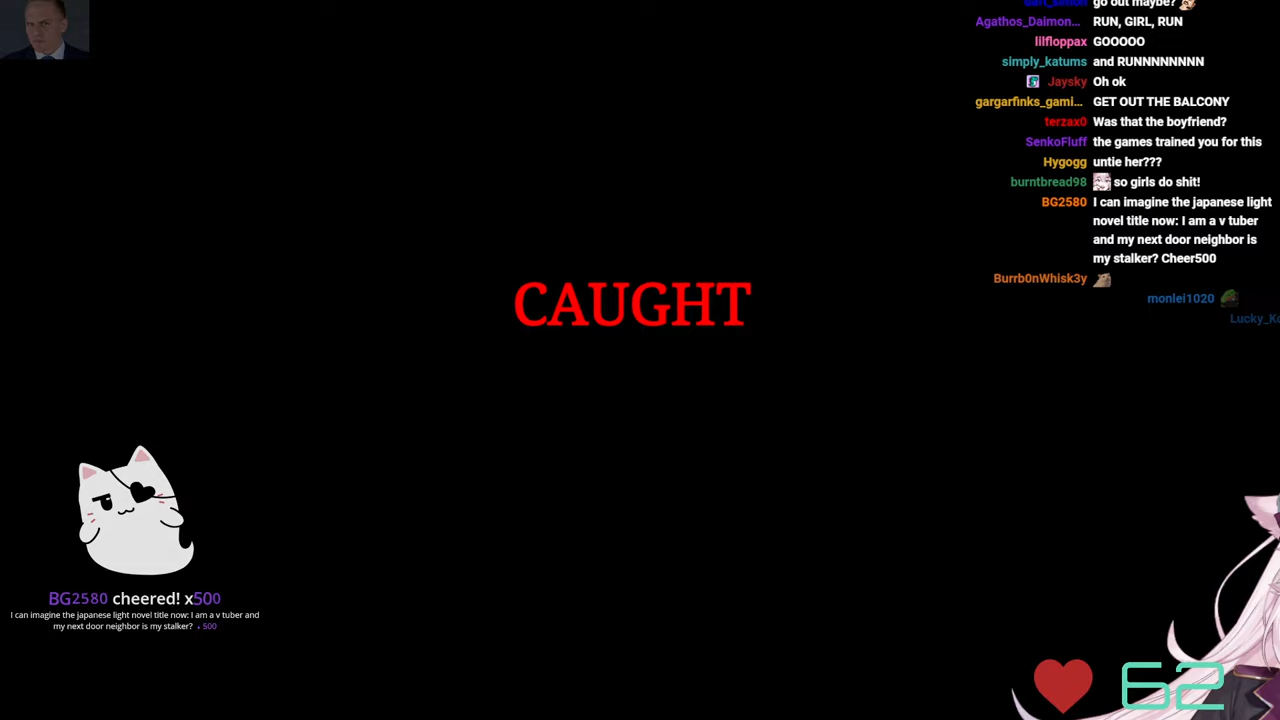 go out maybe?
Agathos_Daimon... RUN, GIRL, RUN
lilfloppax GOOOOO
simply_katums and RUNNNNNNNN
Jaysky Oh ok
gargarfinks_gami... GET OUT THE BALCONY
terzax0 Was that the boyfriend?
SenkoFluff the games trained you for this
Hygogg untie her???
burntbread98 so girls do shit!
BG2580 I can imagine the japanese light
novel title now: I am a v tuber
and my next door neighbor is
my stalker? Cheer500
Burrb0nWhisk3y
monlei1020
CAUGHT
BG2580 cheered! x500
I can imagine the japanese light novel title now: I am a v tuber and
my next door neighbor is my stalker? 500
62